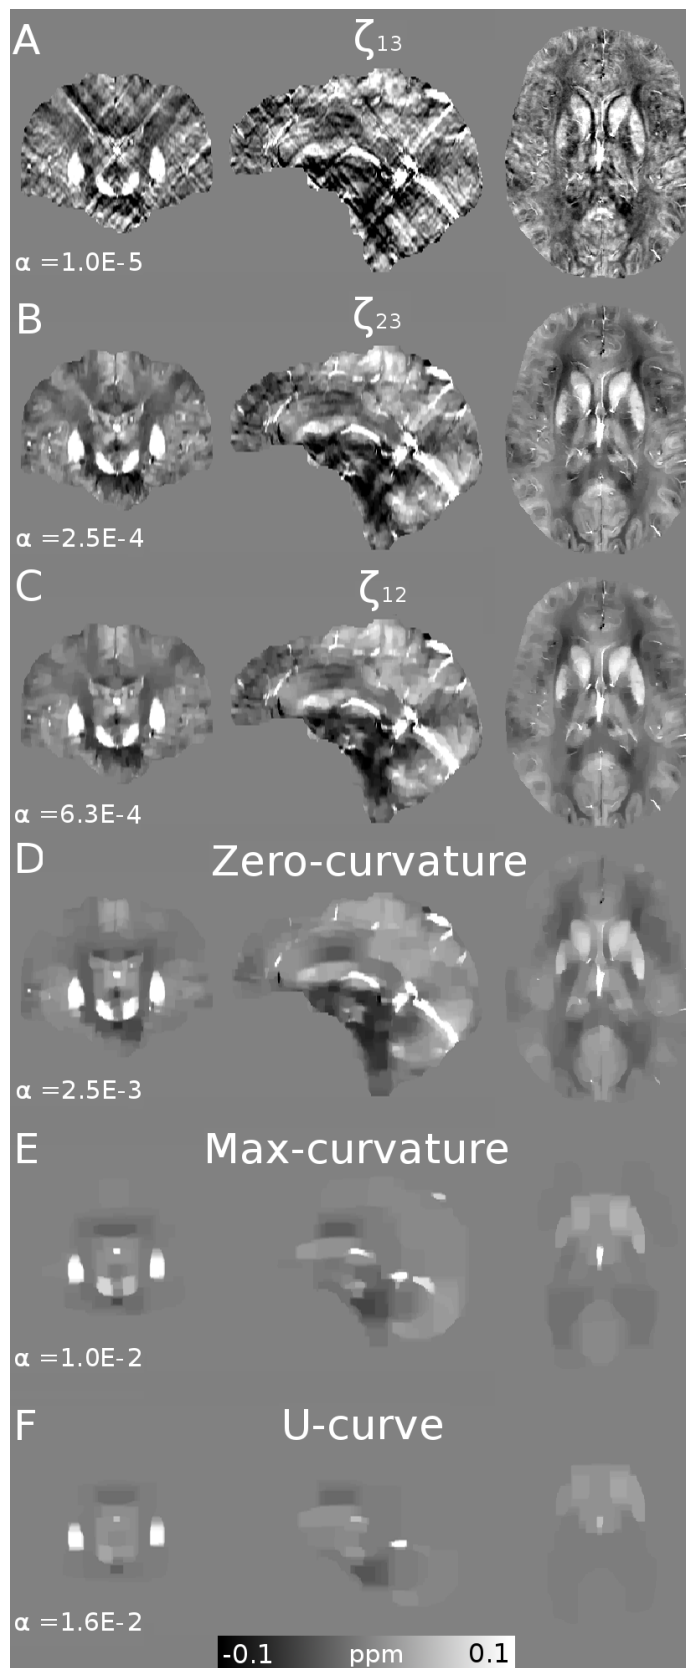 A ζ13
α =1.0E-5
B ζ23
α =2.5E-4
C ζ12
α =6.3E-4
D Zero-curvature
α =2.5E-3
E Max-curvature
α =1.0E-2
F U-curve
α =1.6E-2
-0.1 ppm 0.1